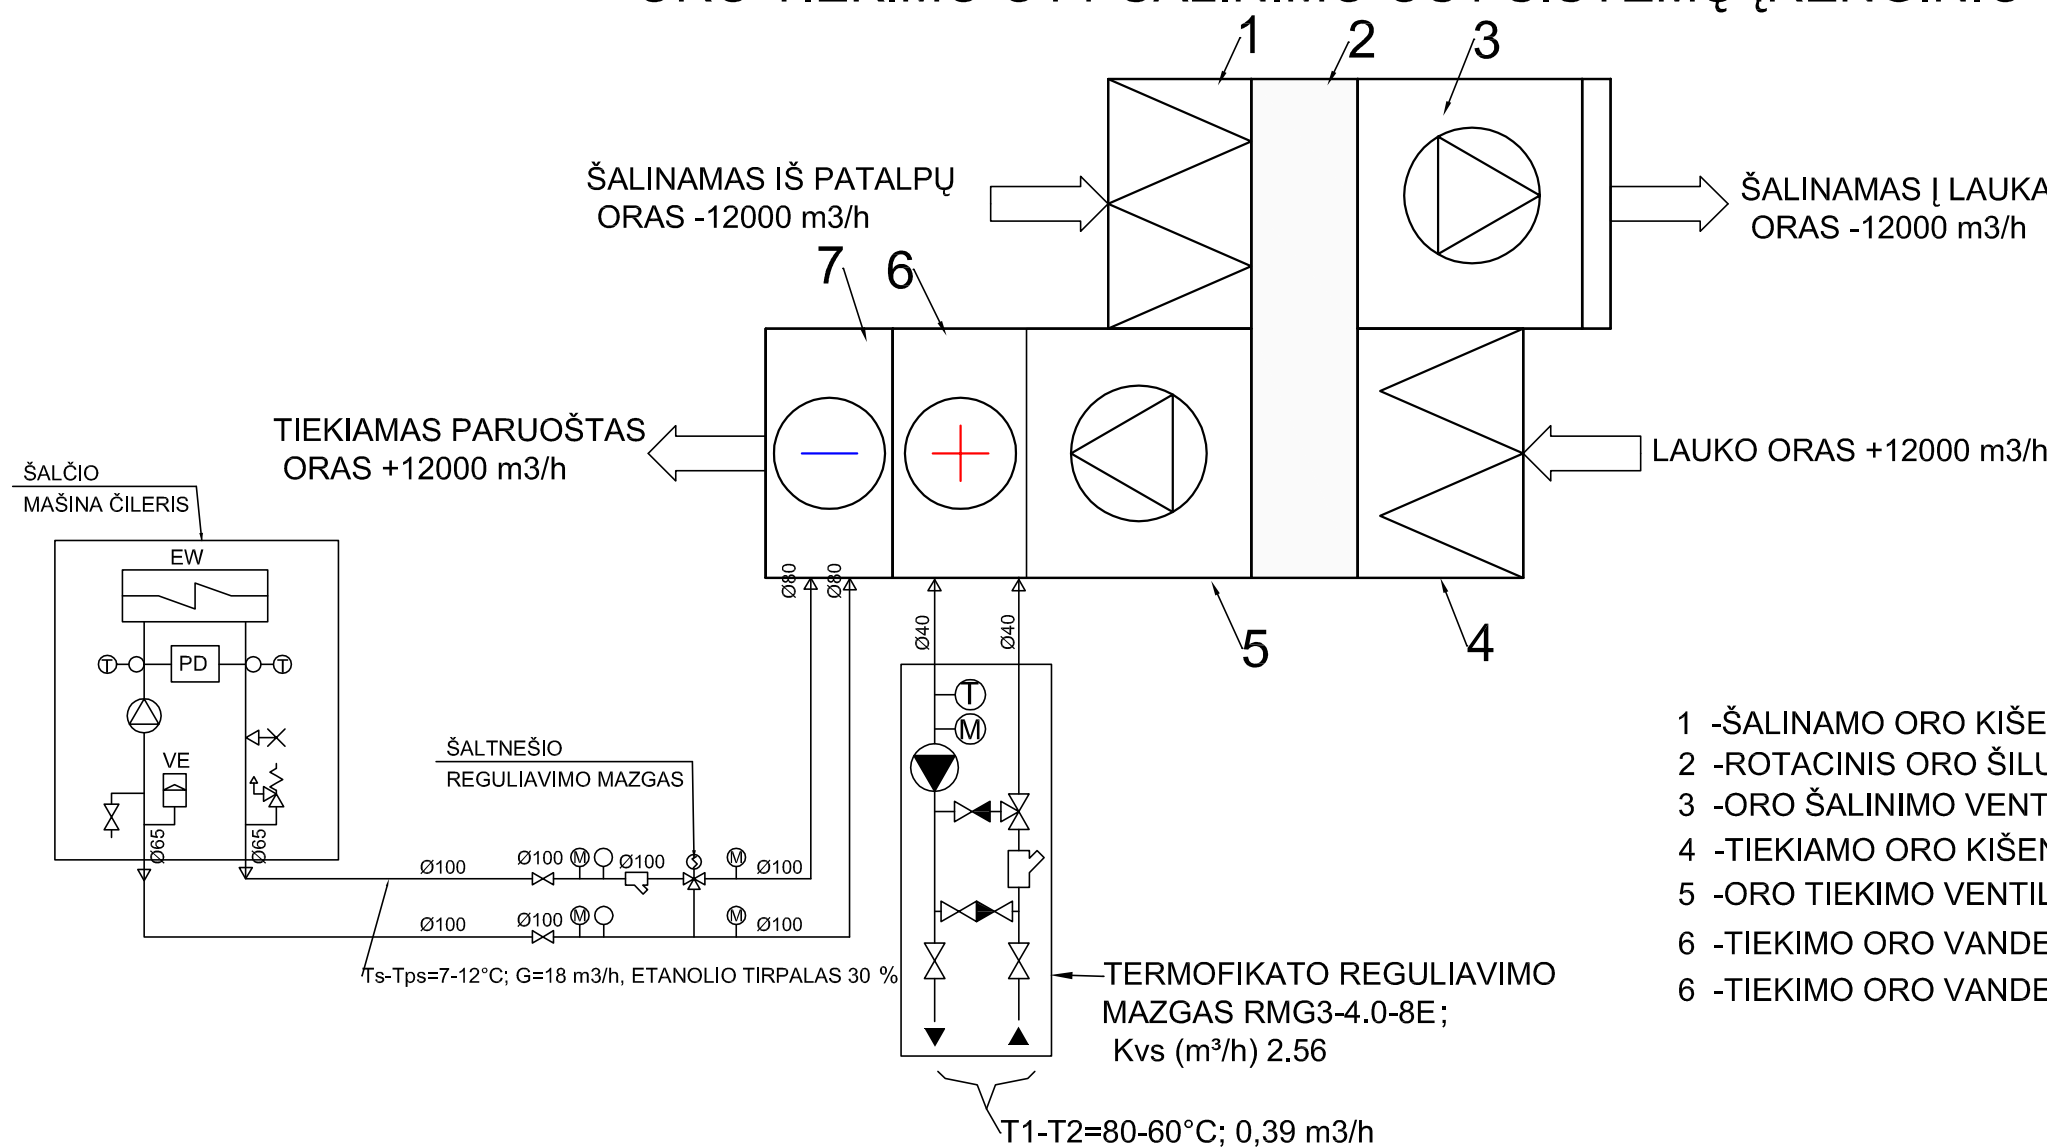 1
2
3
ŠALINAMAS IŠ PATALPŲ
ORAS -12000 m3/h
ŠALINAMAS Į LAUKA
ORAS -12000 m3/h
7
6
TIEKIAMAS PARUOŠTAS
ORAS +12000 m3/h
LAUKO ORAS +12000 m3/h
ŠALČIO
MAŠINA ČILERIS
EW
T
PD
T
VE
Ø65
Ø65
Ø80
Ø80
Ø40
Ø40
5
4
T
M
ŠALTNEŠIO
REGULIAVIMO MAZGAS
Ø100
Ø100
M
Ø100
M
Ø100
Ø100
Ø100
M
M
Ø100
Ts-Tps=7-12°C; G=18 m3/h, ETANOLIO TIRPALAS 30 %
TERMOFIKATO REGULIAVIMO
MAZGAS RMG3-4.0-8E;
Kvs (m³/h) 2.56
T1-T2=80-60°C; 0,39 m3/h
1 -ŠALINAMO ORO KIŠE
2 -ROTACINIS ORO ŠILU
3 -ORO ŠALINIMO VENT
4 -TIEKIAMO ORO KIŠEN
5 -ORO TIEKIMO VENTIL
6 -TIEKIMO ORO VANDE
6 -TIEKIMO ORO VANDE